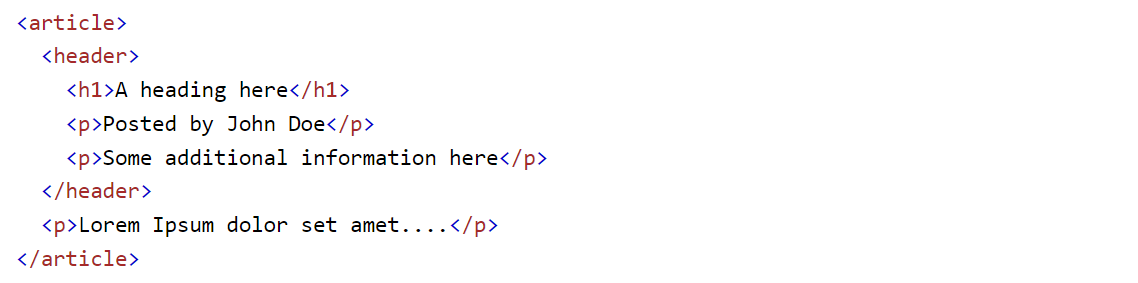 <article>
  <header>
    <h1>A heading here</h1>
    <p>Posted by John Doe</p>
    <p>Some additional information here</p>
  </header>
  <p>Lorem Ipsum dolor set amet....</p>
</article>